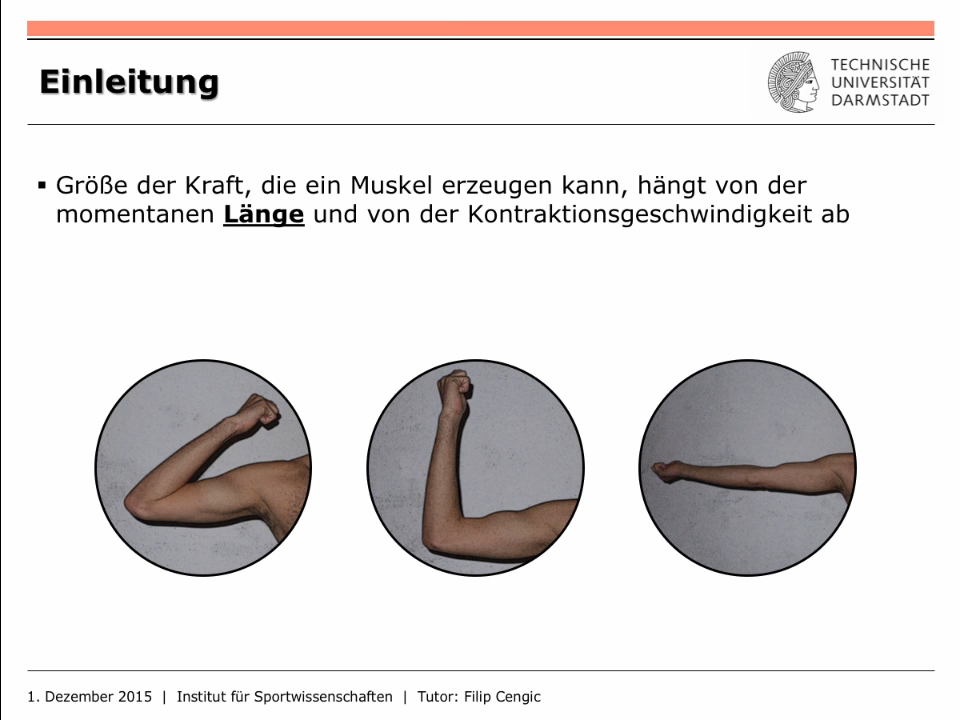 Einleitung
TECHNISCHE
UNIVERSITÄT
DARMSTADT
▪ Größe der Kraft, die ein Muskel erzeugen kann, hängt von der
momentanen Länge und von der Kontraktionsgeschwindigkeit ab
1. Dezember 2015 | Institut für Sportwissenschaften | Tutor: Filip Cengic